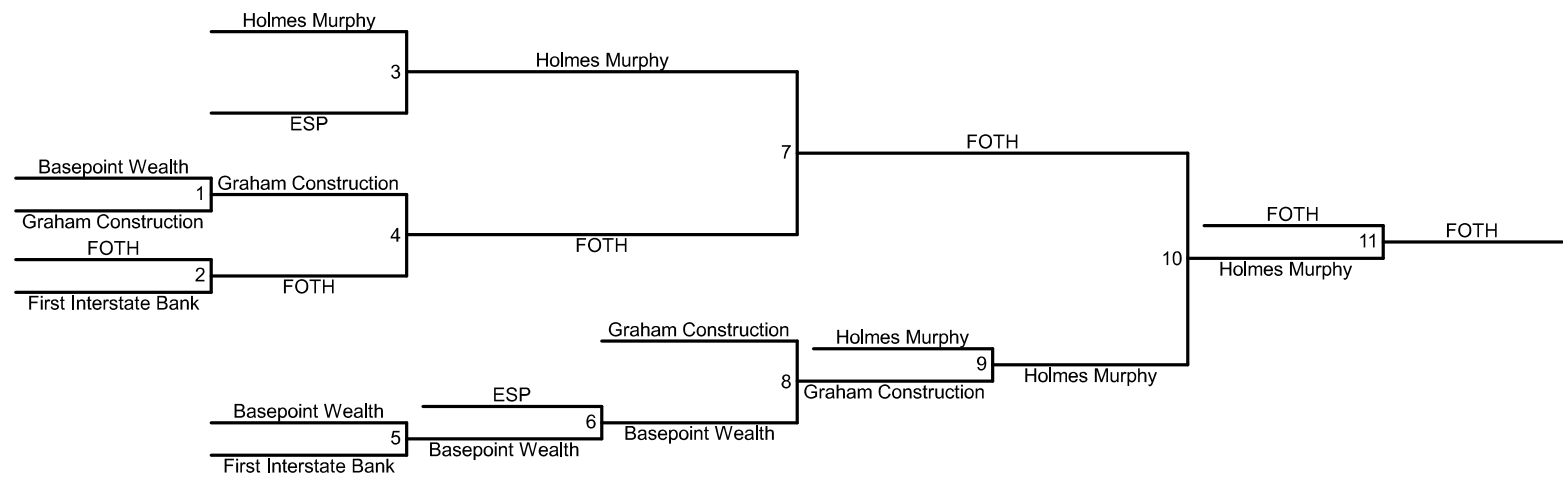 Holmes Murphy
3
Holmes Murphy
ESP
7
FOTH
Basepoint Wealth
1
Graham Construction
Graham Construction
4
FOTH
FOTH
2
FOTH
First Interstate Bank
10
FOTH
11
FOTH
Holmes Murphy
Graham Construction
8
Holmes Murphy
9
Holmes Murphy
Graham Construction
ESP
6
Basepoint Wealth
Basepoint Wealth
5
Basepoint Wealth
First Interstate Bank